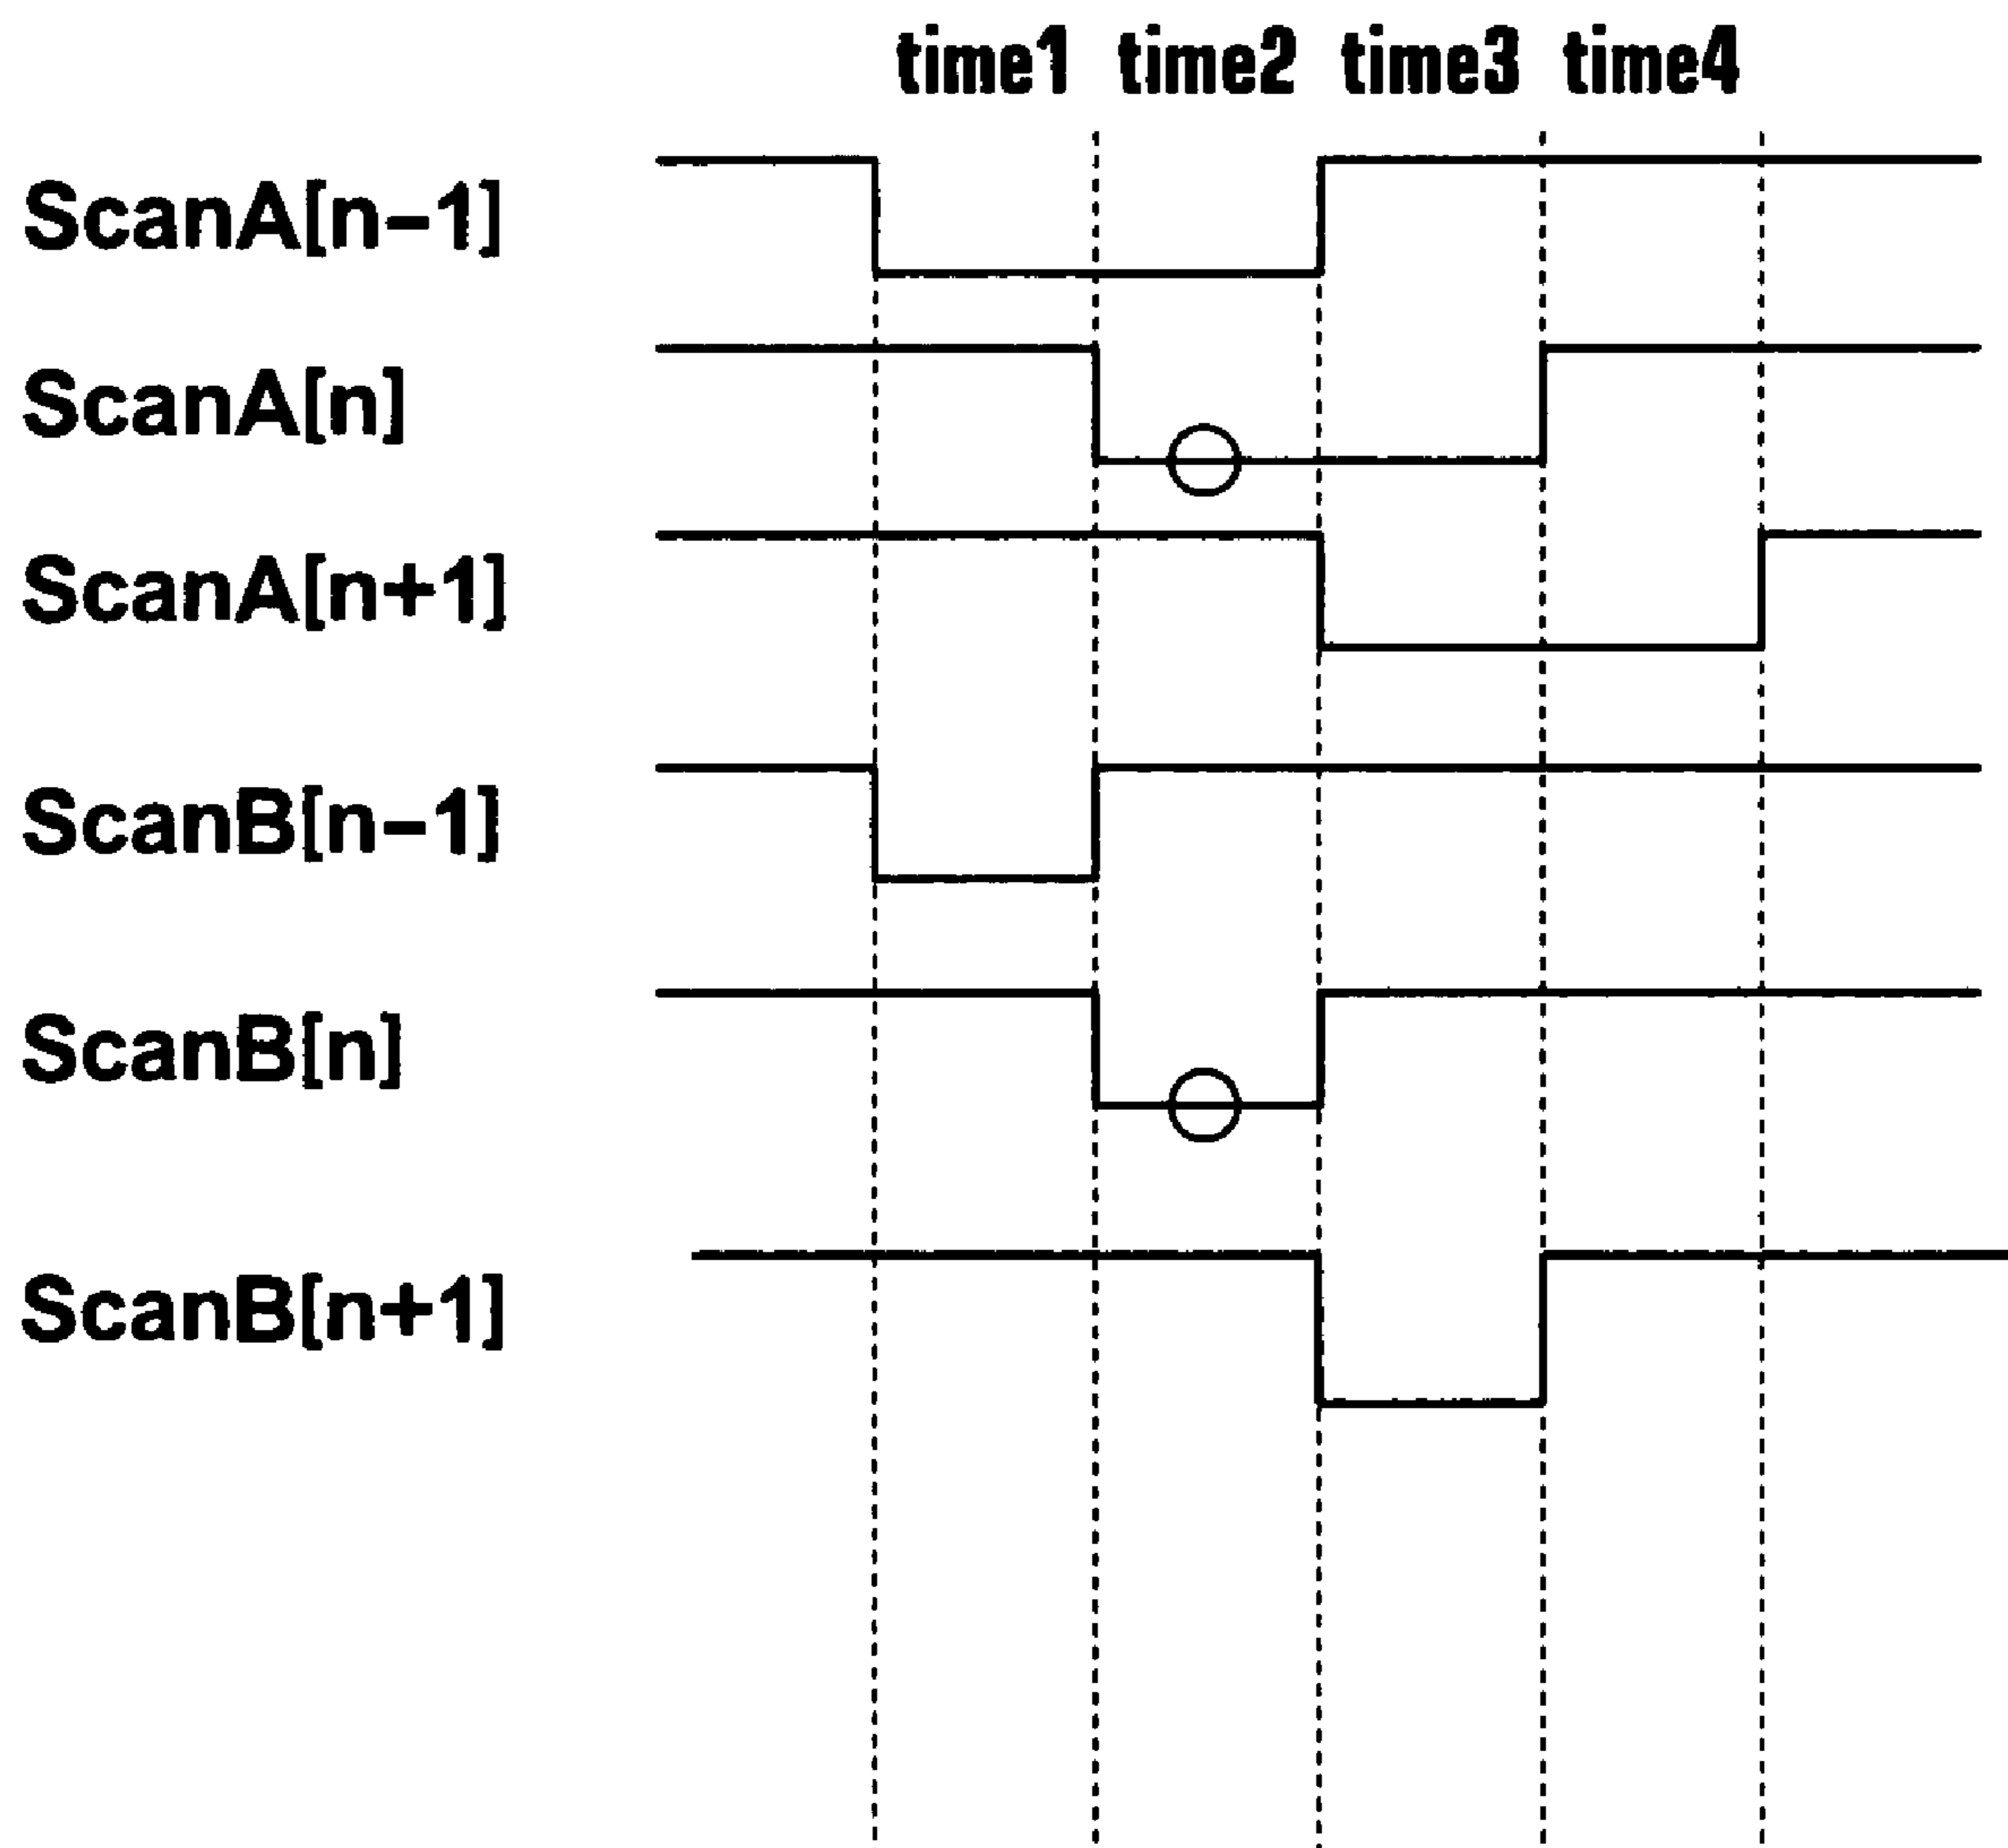 time1 time2 time3 time4
ScanA[n-1]
ScanA[n]
ScanA[n+1]
ScanB[n-1]
ScanB[n]
ScanB[n+1]